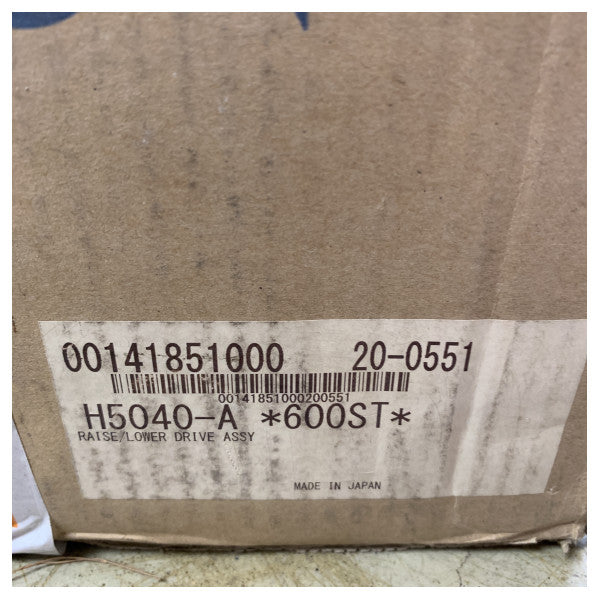 00141851000 20-0551
00141851000200551
H5040-A *600ST*
RAISE/LOWER DRIVE ASSY
MADE IN JAPAN